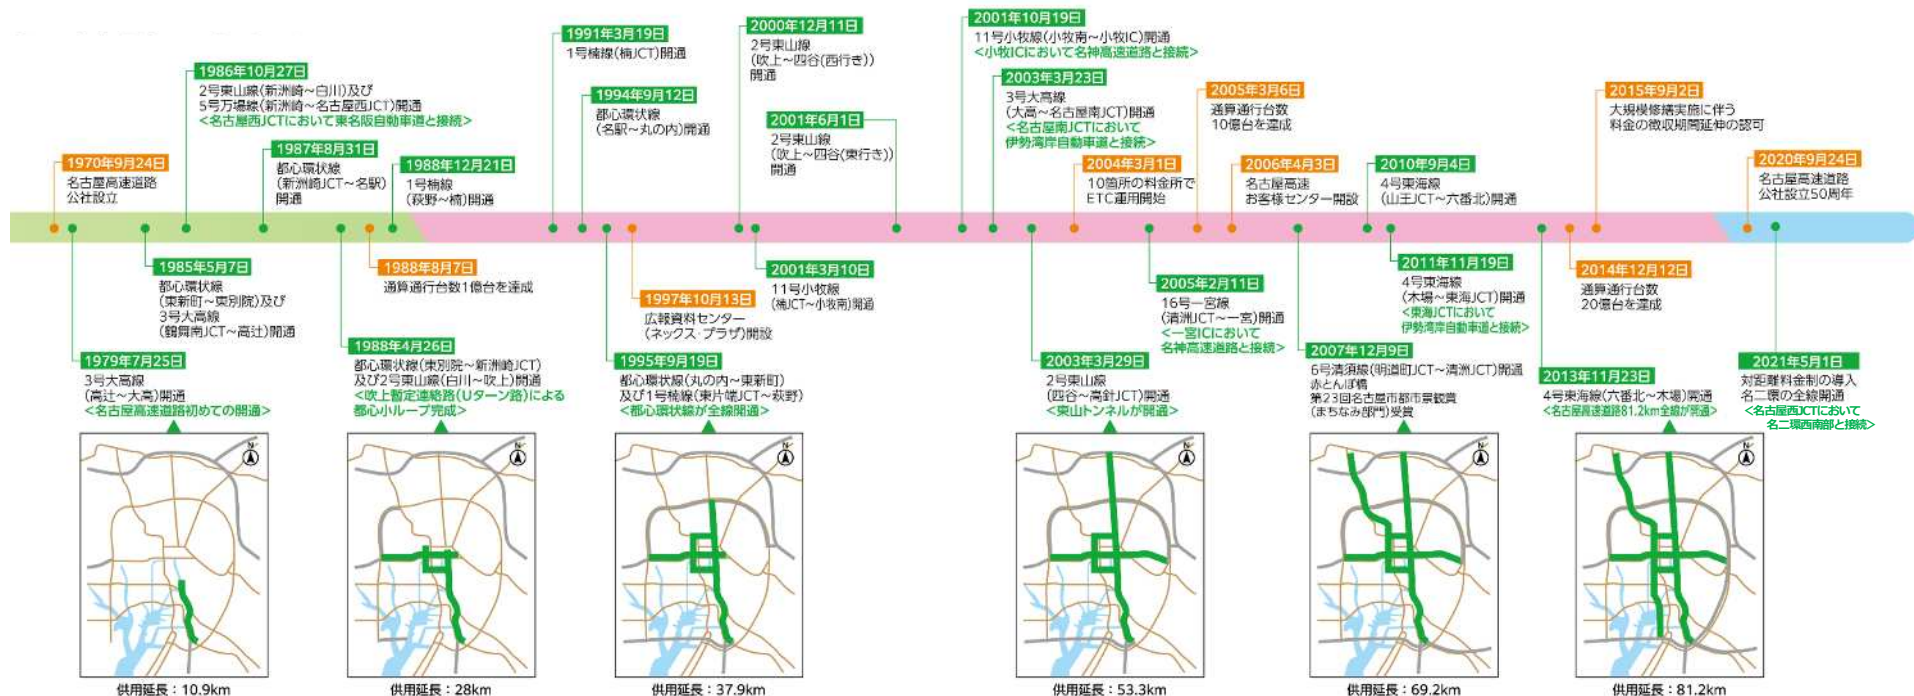 1970年9月24日
名古屋高速道路
公社設立
1979年7月25日
3号大高線
(高辻～大高)開通
<名古屋高速道路初めての開通>
1985年5月7日
都心環状線
(東新町～東別院)及び
3号大高線
(鶴舞南JCT～高辻)開通
1986年10月27日
2号東山線(新洲崎～白川)及び
5号万場線(新洲崎～名古屋西JCT)開通
<名古屋西JCTにおいて東名阪自動車道と接続>
1987年8月31日
都心環状線
(新洲崎JCT～名駅)
開通
1988年4月26日
都心環状線(東別院～新洲崎JCT)
及び2号東山線(白川～吹上)開通
<吹上暫定連絡路(Uターン路)による
都心小ループ完成>
1988年8月7日
通算通行台数1億台を達成
1988年12月21日
1号楠線
(萩野～楠)開通
1991年3月19日
1号楠線(楠JCT)開通
1994年9月12日
都心環状線
(名駅～丸の内)開通
1995年9月19日
都心環状線(丸の内～東新町)
及び1号楠線(東片端JCT～萩野)
<都心環状線が全線開通>
1997年10月13日
広報資料センター
(ネックス・プラザ)開設
2000年12月11日
2号東山線
(吹上～四谷(西行き))
開通
2001年3月10日
11号小牧線
(楠JCT～小牧南)開通
2001年6月1日
2号東山線
(吹上～四谷(東行き))
開通
2001年10月19日
11号小牧線(小牧南～小牧IC)開通
<小牧ICにおいて名神高速道路と接続>
2003年3月23日
3号大高線
(大高～名古屋南JCT)開通
<名古屋南JCTにおいて
伊勢湾岸自動車道と接続>
2003年3月29日
2号東山線
(四谷～高針JCT)開通
<東山トンネルが開通>
2004年3月1日
10箇所の料金所で
ETC運用開始
2005年2月11日
16号一宮線
(清洲JCT～一宮)開通
<一宮ICにおいて
名神高速道路と接続>
2005年3月6日
通算通行台数
10億台を達成
2006年4月3日
名古屋高速
お客様センター開設
2007年12月9日
6号清須線(明道町JCT～清洲JCT)開通
赤とんぼ橋
第23回名古屋市都市景観賞
(まちなみ部門)受賞
2010年9月4日
4号東海線
(山王JCT～六番北)開通
2011年11月19日
4号東海線
(木場～東海JCT)開通
<東海JCTにおいて
伊勢湾岸自動車道と接続>
2013年11月23日
4号東海線(六番北～木場)開通
<名古屋高速道路81.2km全線が開通>
2014年12月12日
通算通行台数
20億台を達成
2015年9月2日
大規模修繕実施に伴う
料金の徴収期間延伸の認可
2020年9月24日
名古屋高速道路
公社設立50周年
2021年5月1日
対距離料金制の導入
名二環の全線開通
<名古屋西JCTにおいて
名二環西南部と接続>
N
N
N
N
N
N
供用延長：10.9km
供用延長：28km
供用延長：37.9km
供用延長：53.3km
供用延長：69.2km
供用延長：81.2km